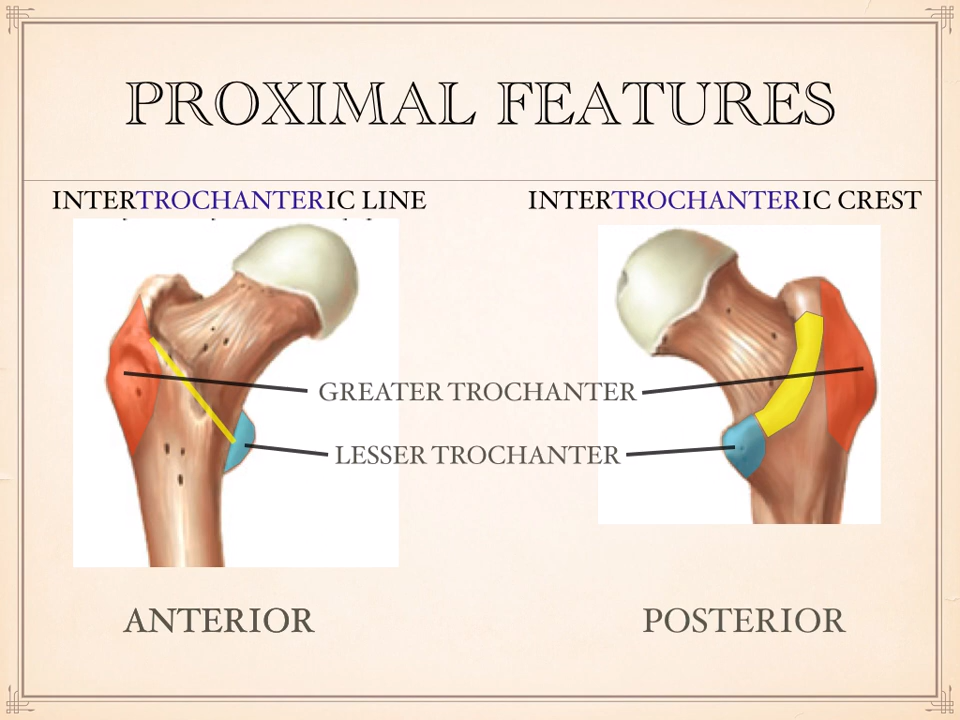 PROXIMAL FEATURES
INTERTROCHANTERIC LINE
INTERTROCHANTERIC CREST
GREATER TROCHANTER
LESSER TROCHANTER
ANTERIOR
POSTERIOR